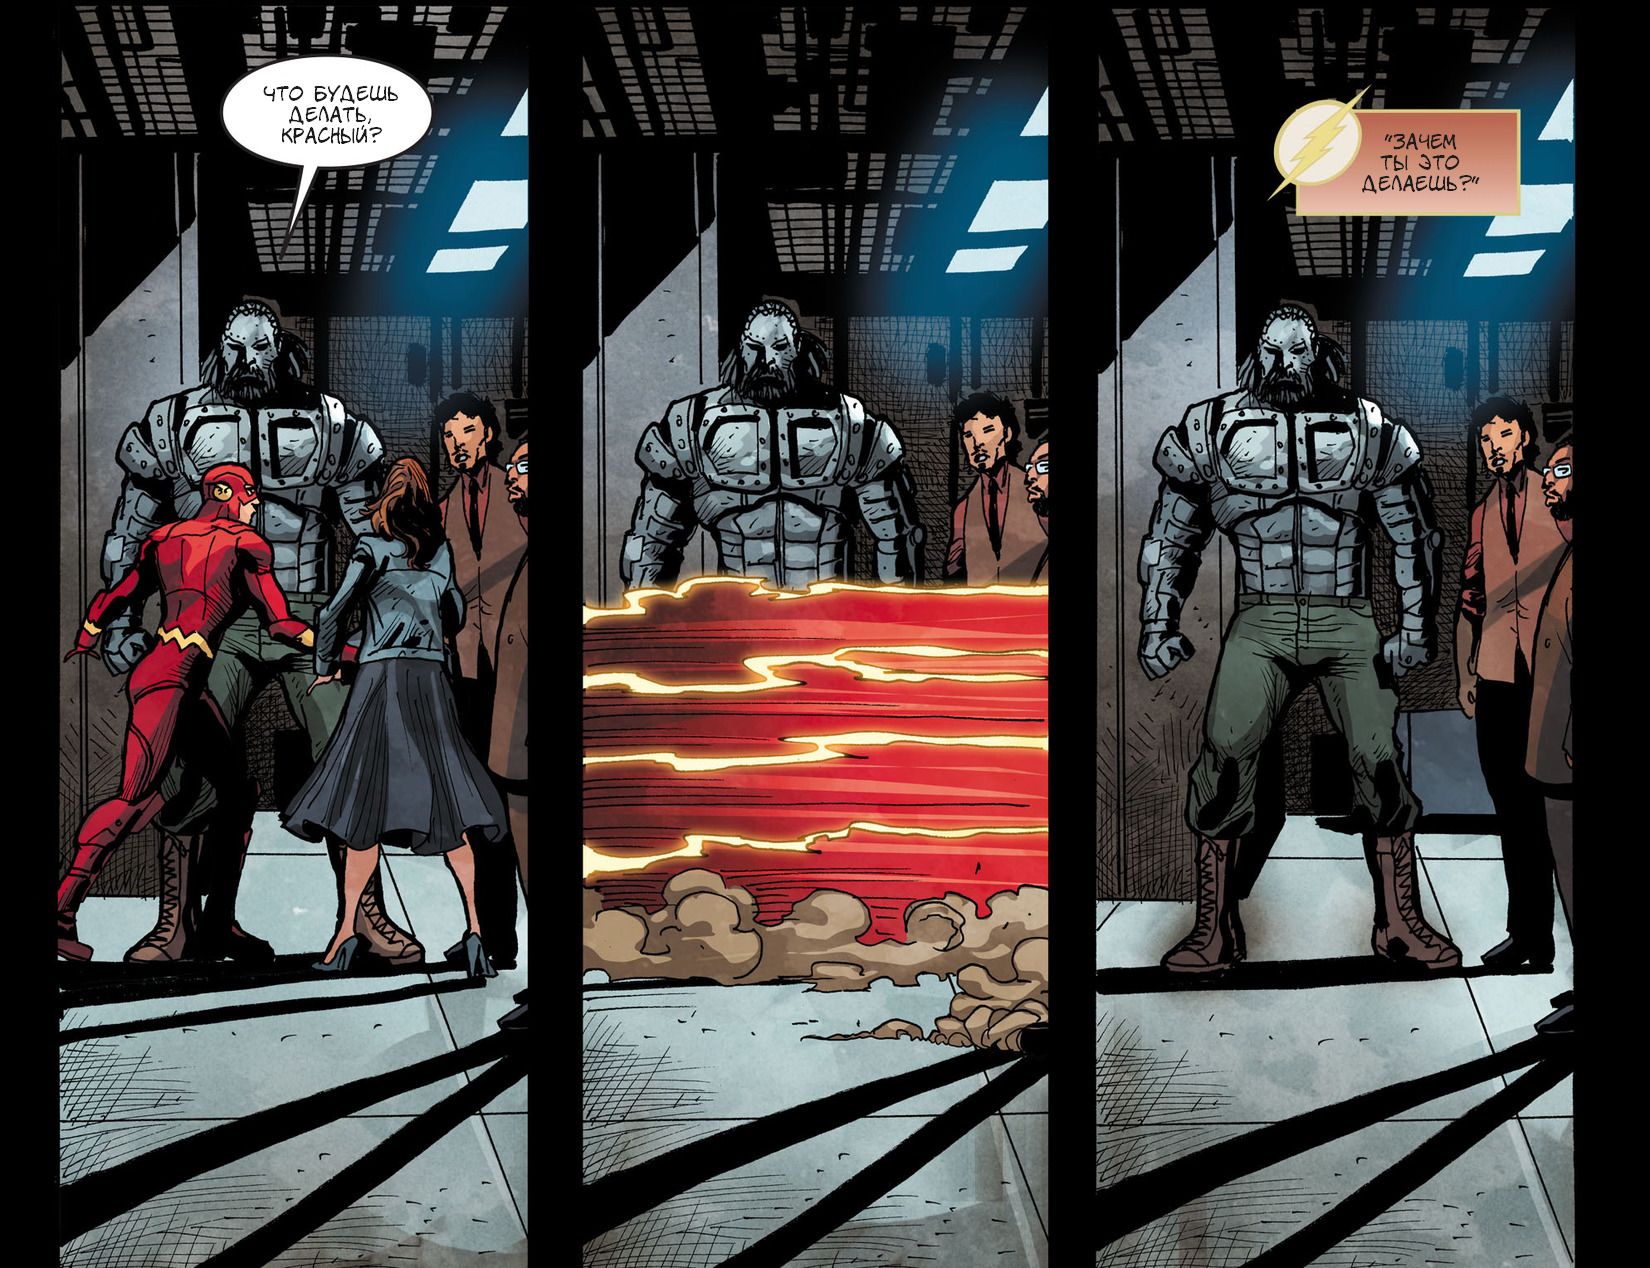 ЧТО БУДЕШЬ
ДЕЛАТЬ,
КРАСНЫЙ?
"ЗАЧЕМ
ТЫ ЭТО
ДЕЛАЕШЬ?"